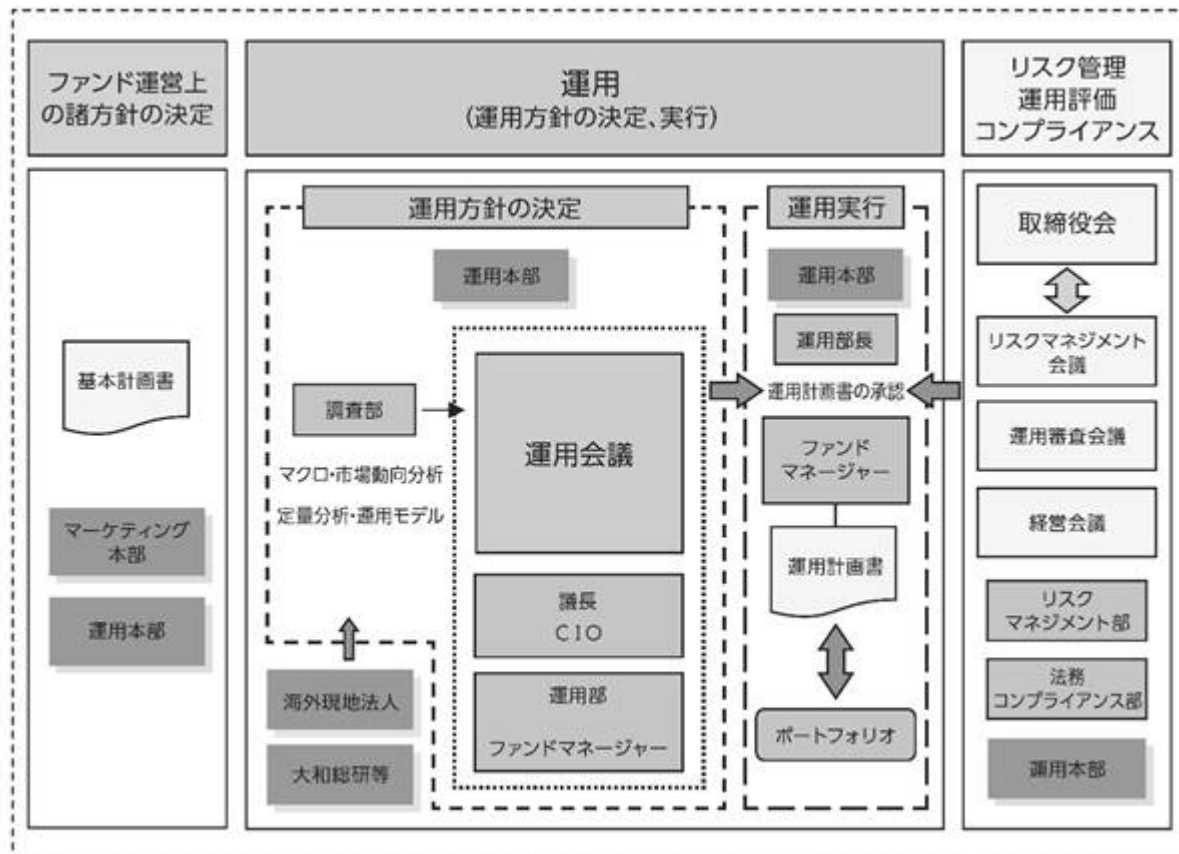 ファンド運営上
の諸方針の決定
運用
(運用方針の決定、実行)
リスク管理
運用評価
コンプライアンス
基本計画書
マーケティング
本部
運用本部
運用方針の決定
運用本部
調査部
マクロ・市場動向分析
定量分析・運用モデル
運用会議
議長
CIO
運用部
ファンドマネージャー
海外現地法人
大和総研等
運用実行
運用本部
運用部長
運用計画書の承認
ファンド
マネージャー
運用計画書
ポートフォリオ
取締役会
リスクマネジメント
会議
運用審査会議
経営会議
リスク
マネジメント部
法務
コンプライアンス部
運用本部